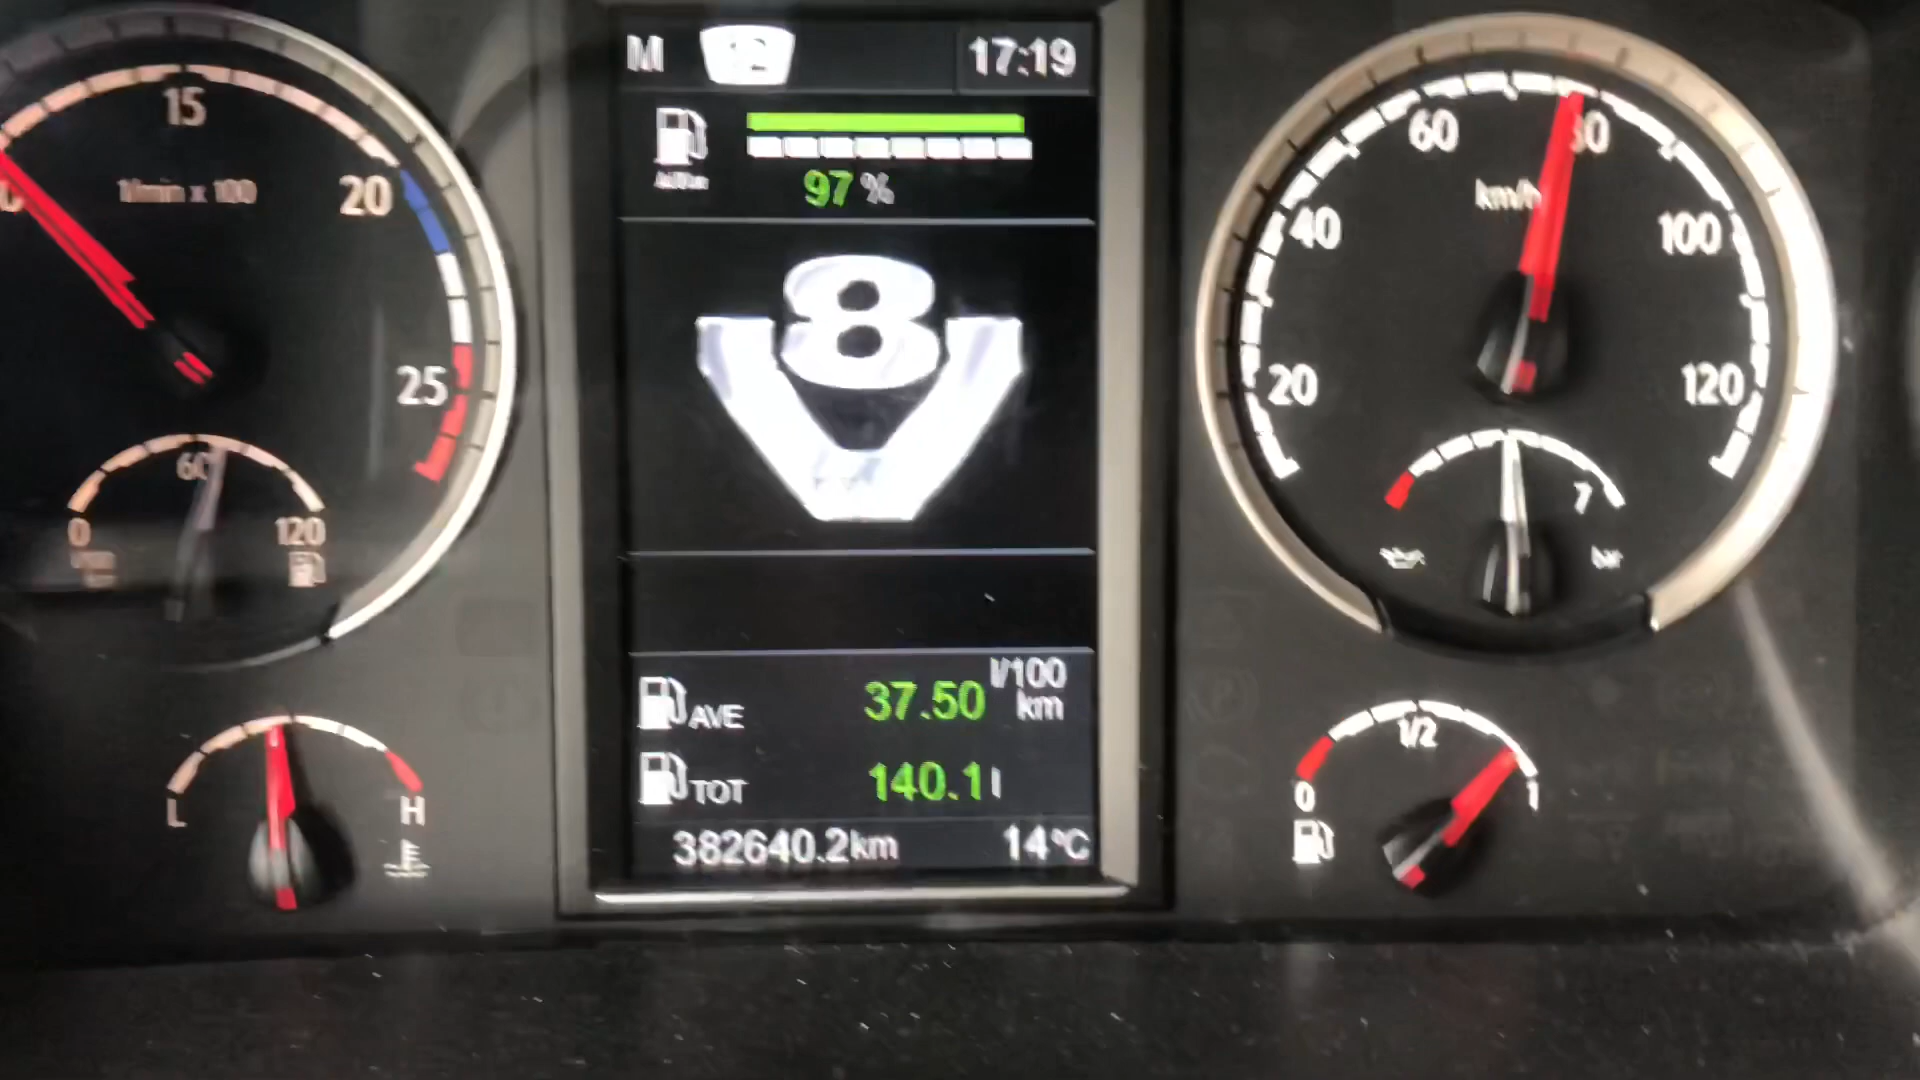 M 12 17:19
97 %
8
V
AVE 37.50 l/100 km
TOT 140.1 l
382640.2km 14°C
15
20
25
1/min x 100
60
0 120
L H
60 80
km/h
40 100
20 120
7
bar
1/2
0 1